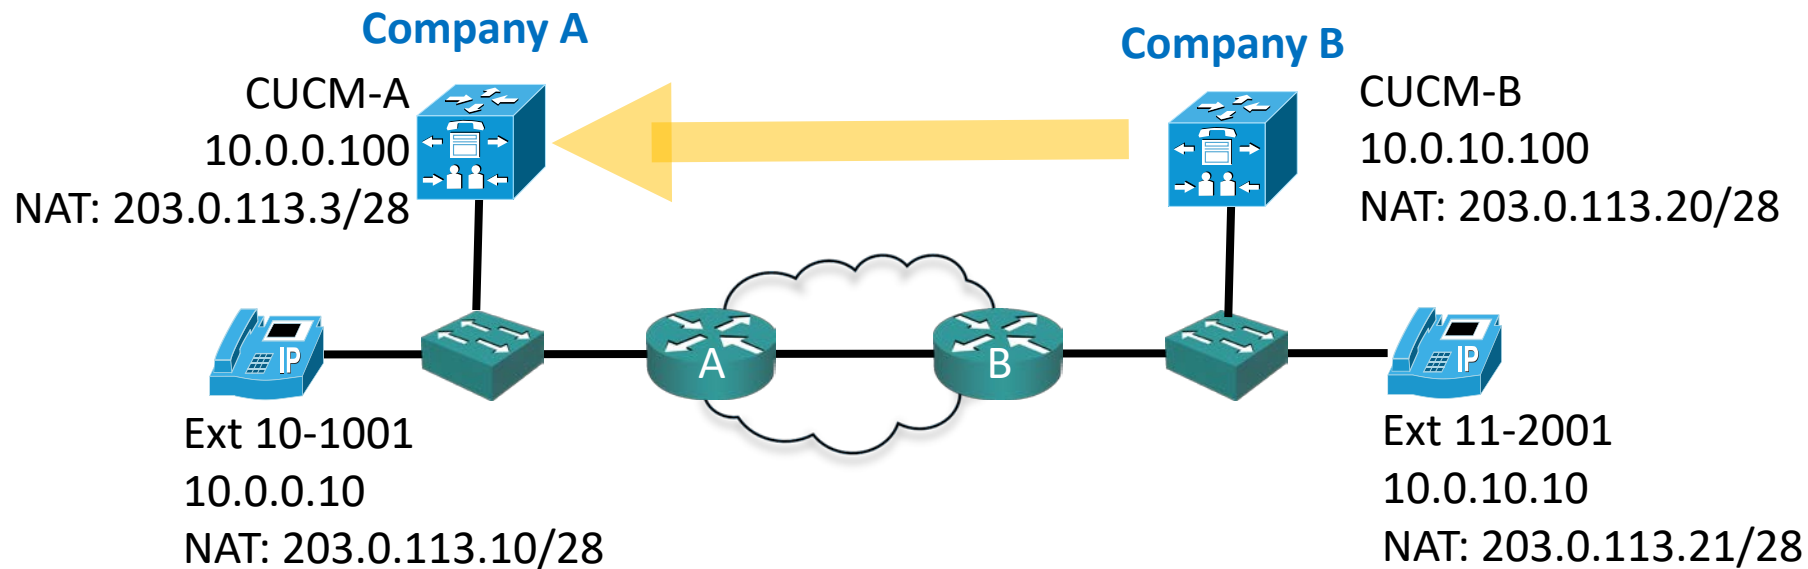 Company A
Company B
CUCM-A
10.0.0.100
NAT: 203.0.113.3/28
CUCM-B
10.0.10.100
NAT: 203.0.113.20/28
IP
A
B
IP
Ext 10-1001
10.0.0.10
NAT: 203.0.113.10/28
Ext 11-2001
10.0.10.10
NAT: 203.0.113.21/28